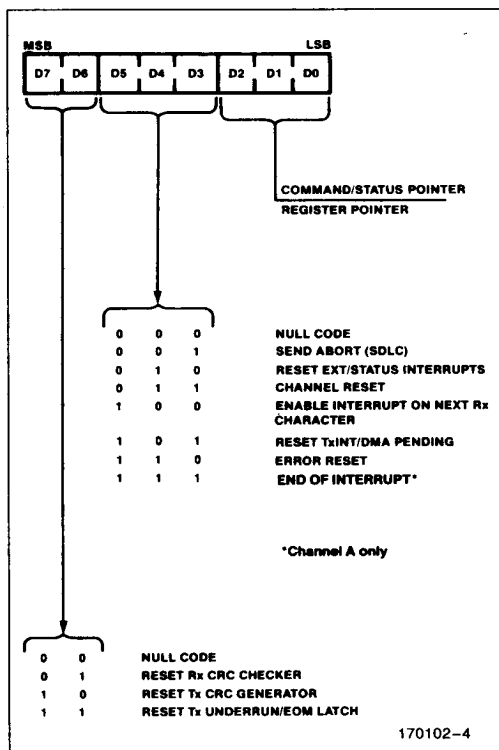 MSB LSB
D7 D6 D5 D4 D3 D2 D1 D0
COMMAND/STATUS POINTER
REGISTER POINTER
0 0 0 NULL CODE
0 0 1 SEND ABORT (SDLC)
0 1 0 RESET EXT/STATUS INTERRUPTS
0 1 1 CHANNEL RESET
1 0 0 ENABLE INTERRUPT ON NEXT Rx
CHARACTER
1 0 1 RESET TxINT/DMA PENDING
1 1 0 ERROR RESET
1 1 1 END OF INTERRUPT*
*Channel A only
0 0 NULL CODE
0 1 RESET Rx CRC CHECKER
1 0 RESET Tx CRC GENERATOR
1 1 RESET Tx UNDERRUN/EOM LATCH
170102-4